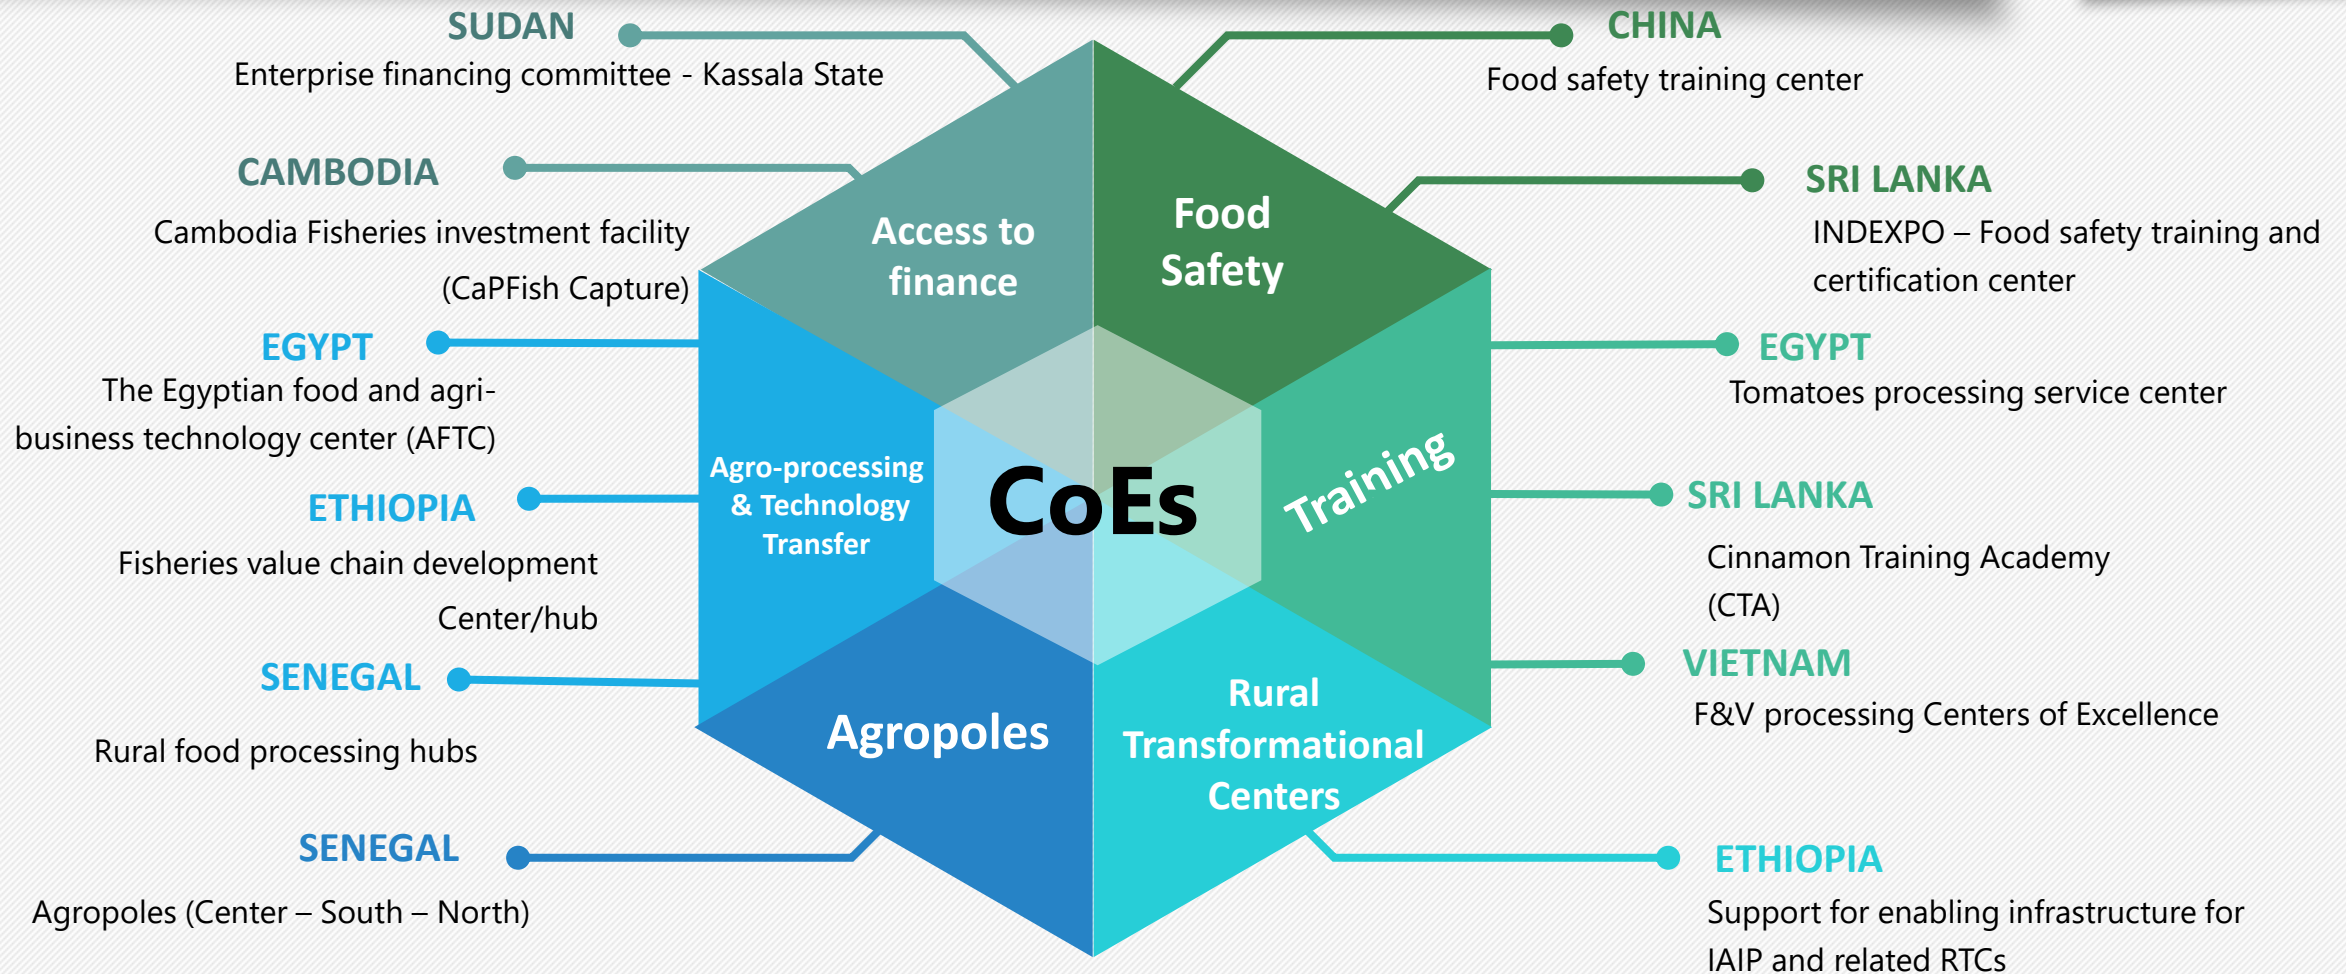 SUDAN
Enterprise financing committee - Kassala State
CAMBODIA
Cambodia Fisheries investment facility
(CaPFish Capture)
EGYPT
The Egyptian food and agri-
business technology center (AFTC)
ETHIOPIA
Fisheries value chain development
Center/hub
SENEGAL
Rural food processing hubs
SENEGAL
Agropoles (Center – South – North)
Access to
finance
Food
Safety
Agro-processing
& Technology
Transfer
CoEs
Training
Agropoles
Rural
Transformational
Centers
CHINA
Food safety training center
SRI LANKA
INDEXPO – Food safety training and
certification center
EGYPT
Tomatoes processing service center
SRI LANKA
Cinnamon Training Academy
(CTA)
VIETNAM
F&V processing Centers of Excellence
ETHIOPIA
Support for enabling infrastructure for
IAIP and related RTCs